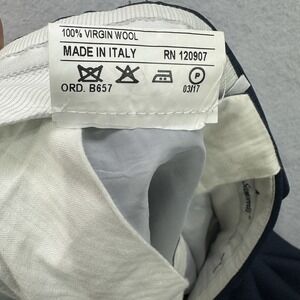 100% VIRGIN WOOL
MADE IN ITALY RN 120907
P
ORD. B657 03/17